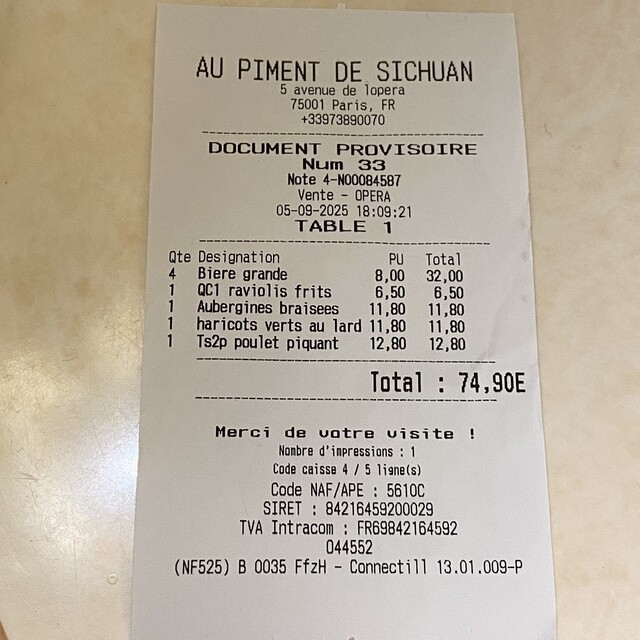 AU PIMENT DE SICHUAN
5 avenue de lopera
75001 Paris, FR
+33973890070
DOCUMENT PROVISOIRE
Num 33
Note 4-N00084587
Vente - OPERA
05-09-2025 18:09:21
TABLE 1
Qte Designation PU Total
4 Biere grande 8,00 32,00
1 QC1 raviolis frits 6,50 6,50
1 Aubergines braisees 11,80 11,80
1 haricots verts au lard 11,80 11,80
1 Ts2p poulet piquant 12,80 12,80
Total : 74,90E
Merci de votre visite !
Nombre d'impressions : 1
Code caisse 4 / 5 ligne(s)
Code NAF/APE : 5610C
SIRET : 84216459200029
TVA Intracom : FR69842164592
044552
(NF525) B 0035 FfzH - Connectill 13.01.009-P